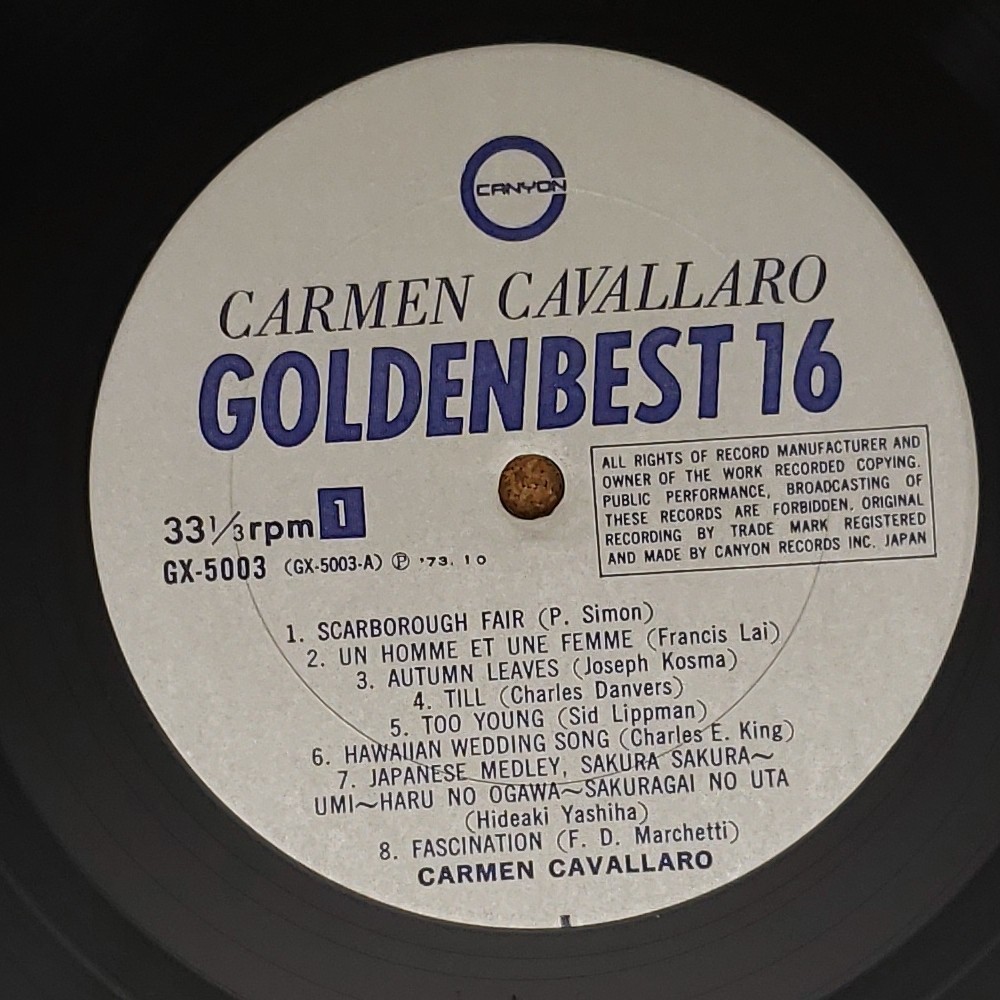 CANYON
CARMEN CAVALLARO
GOLDEN BEST 16
33 1/3 rpm 1
GX-5003 (GX-5003-A) Ⓟ '73. 10
ALL RIGHTS OF RECORD MANUFACTURER AND
OWNER OF THE WORK RECORDED COPYING.
PUBLIC PERFORMANCE, BROADCASTING OF
THESE RECORDS ARE FORBIDDEN, ORIGINAL
RECORDING BY TRADE MARK REGISTERED
AND MADE BY CANYON RECORDS INC. JAPAN
1. SCARBOROUGH FAIR (P. Simon)
2. UN HOMME ET UNE FEMME (Francis Lai)
3. AUTUMN LEAVES (Joseph Kosma)
4. TILL (Charles Danvers)
5. TOO YOUNG (Sid Lippman)
6. HAWAIIAN WEDDING SONG (Charles E. King)
7. JAPANESE MEDLEY, SAKURA SAKURA~
UMI~HARU NO OGAWA~SAKURAGAI NO UTA
(Hideaki Yashiha)
8. FASCINATION (F. D. Marchetti)
CARMEN CAVALLARO